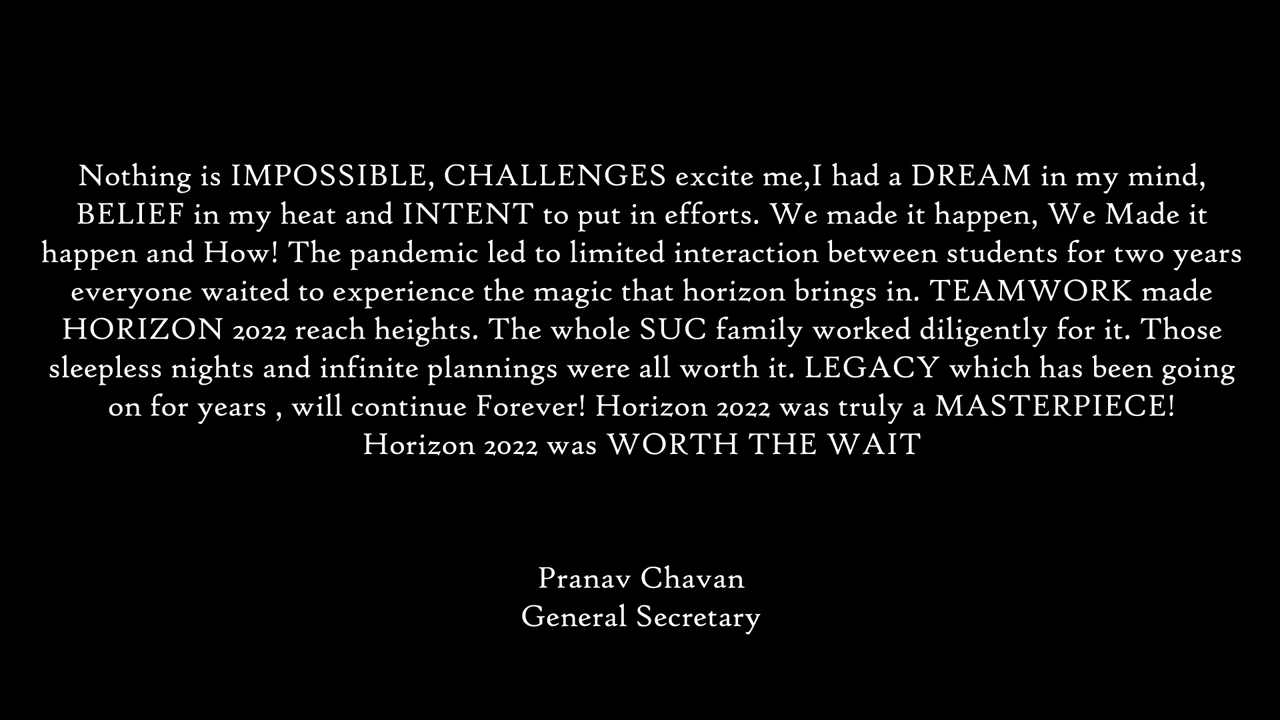 Nothing is IMPOSSIBLE, CHALLENGES excite me,I had a DREAM in my mind,
BELIEF in my heat and INTENT to put in efforts. We made it happen, We Made it
happen and How! The pandemic led to limited interaction between students for two years
everyone waited to experience the magic that horizon brings in. TEAMWORK made
HORIZON 2022 reach heights. The whole SUC family worked diligently for it. Those
sleepless nights and infinite plannings were all worth it. LEGACY which has been going
on for years , will continue Forever! Horizon 2022 was truly a MASTERPIECE!
Horizon 2022 was WORTH THE WAIT
Pranav Chavan
General Secretary